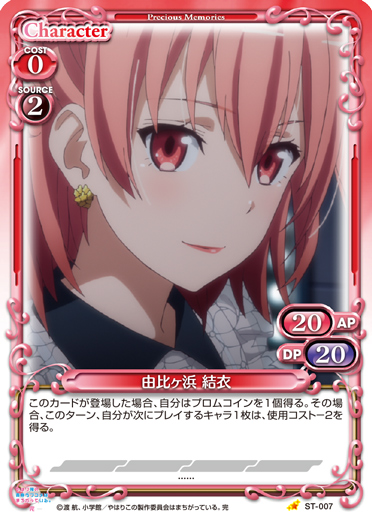 Precious Memories
Character
COST
0
SOURCE
2
20 AP
DP 20
由比ヶ浜 結衣
このカードが登場した場合、自分はプロムコインを1個得る。その場
合、このターン、自分が次にプレイするキャラ1枚は、使用コスト-2を
得る。
......
©渡 航、小学館／やはりこの製作委員会はまちがっている。完
ST-007